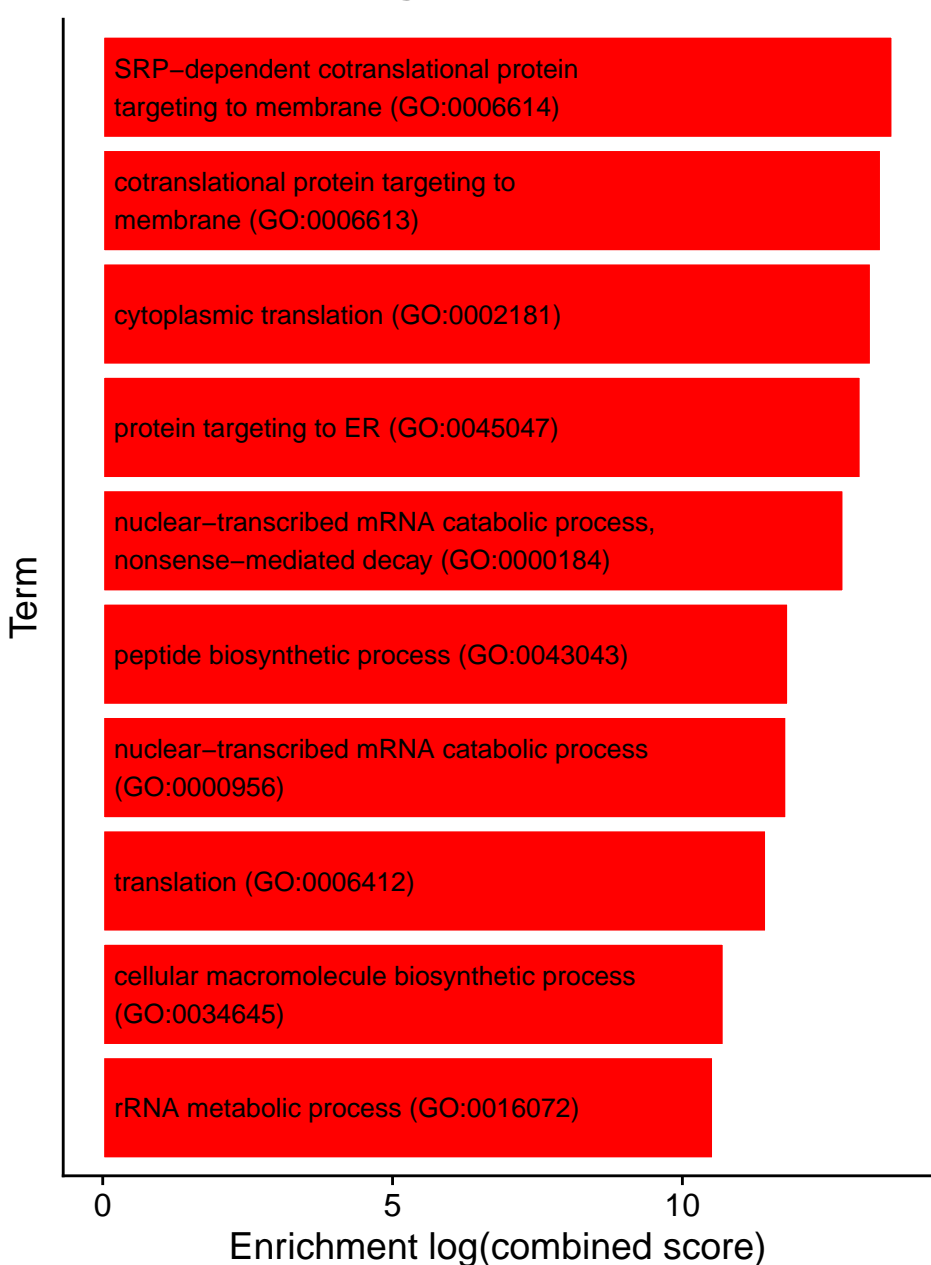 SRP−dependent cotranslational protein
targeting to membrane (GO:0006614)
cotranslational protein targeting to
membrane (GO:0006613)
cytoplasmic translation (GO:0002181)
protein targeting to ER (GO:0045047)
nuclear−transcribed mRNA catabolic process,
nonsense−mediated decay (GO:0000184)
peptide biosynthetic process (GO:0043043)
nuclear−transcribed mRNA catabolic process
(GO:0000956)
translation (GO:0006412)
cellular macromolecule biosynthetic process
(GO:0034645)
rRNA metabolic process (GO:0016072)
Term
0 5 10
Enrichment log(combined score)